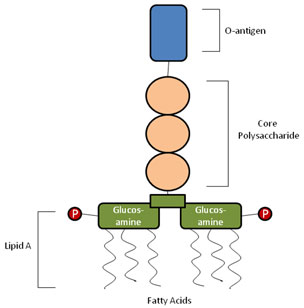 O-antigen
Core
Polysaccharide
Glucos-
amine
Glucos-
amine
P
P
Lipid A
Fatty Acids